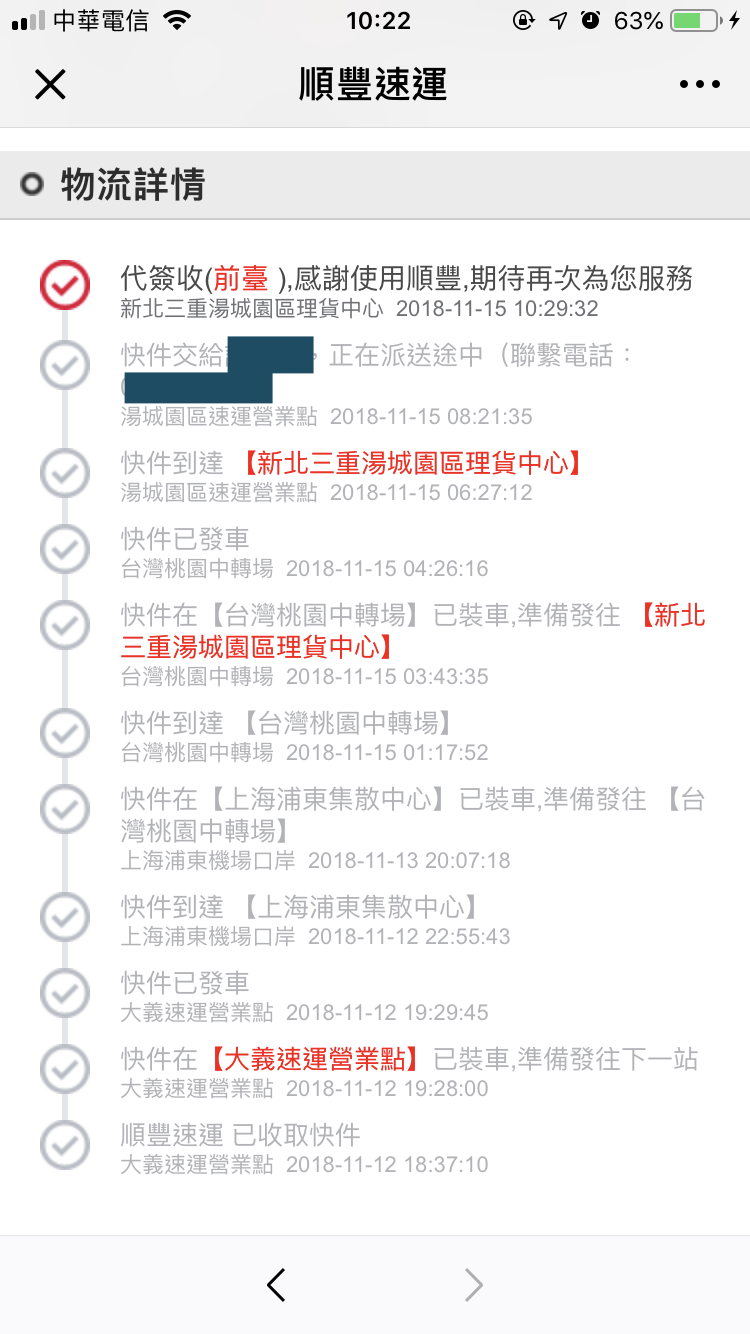 中華電信 10:22 63%
順豐速運
物流詳情
代簽收(前臺 ),感謝使用順豐,期待再次為您服務
新北三重湯城園區理貨中心 2018-11-15 10:29:32
快件交給 , 正在派送途中（聯繫電話：
湯城園區速運營業點 2018-11-15 08:21:35
快件到達 【新北三重湯城園區理貨中心】
湯城園區速運營業點 2018-11-15 06:27:12
快件已發車
台灣桃園中轉場 2018-11-15 04:26:16
快件在【台灣桃園中轉場】已裝車,準備發往 【新北
三重湯城園區理貨中心】
台灣桃園中轉場 2018-11-15 03:43:35
快件到達 【台灣桃園中轉場】
台灣桃園中轉場 2018-11-15 01:17:52
快件在【上海浦東集散中心】已裝車,準備發往 【台
灣桃園中轉場】
上海浦東機場口岸 2018-11-13 20:07:18
快件到達 【上海浦東集散中心】
上海浦東機場口岸 2018-11-12 22:55:43
快件已發車
大義速運營業點 2018-11-12 19:29:45
快件在【大義速運營業點】已裝車,準備發往下一站
大義速運營業點 2018-11-12 19:28:00
順豐速運 已收取快件
大義速運營業點 2018-11-12 18:37:10